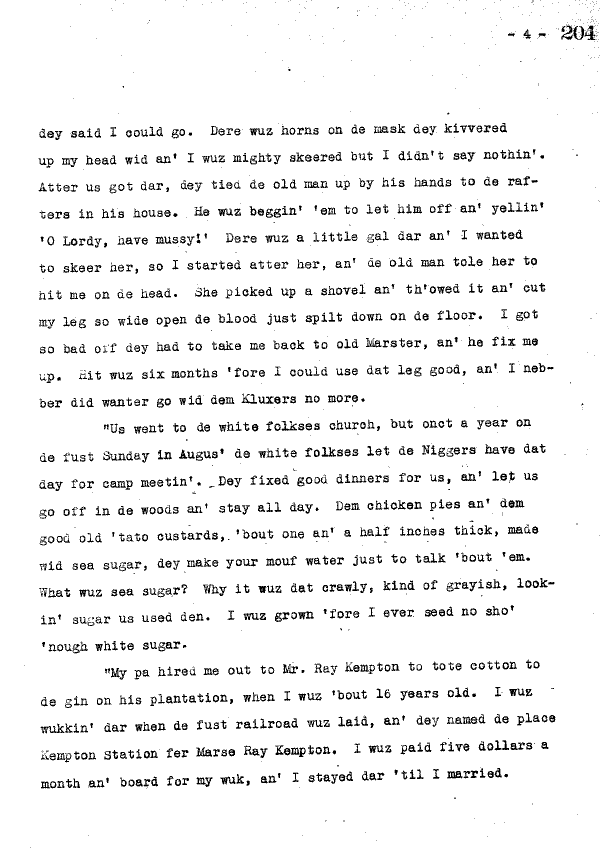 - 4 - 204
dey said I could go. Dere wuz horns on de mask dey kivvered
up my head wid an' I wuz mighty skeered but I didn't say nothin'.
Atter us got dar, dey tied de old man up by his hands to de raf-
ters in his house. He wuz beggin' 'em to let him off an' yellin'
'O Lordy, have mussy!' Dere wuz a little gal dar an' I wanted
to skeer her, so I started atter her, an' de old man tole her to
hit me on de head. She picked up a shovel an' th'owed it an' cut
my leg so wide open de blood just spilt down on de floor. I got
so bad off dey had to take me back to old Marster, an' he fix me
up. Hit wuz six months 'fore I could use dat leg good, an' I neb-
ber did wanter go wid dem Kluxers no more.
"Us went to de white folkses church, but onct a year on
de fust Sunday in Augus' de white folkses let de Niggers have dat
day for camp meetin'. Dey fixed good dinners for us, an' let us
go off in de woods an' stay all day. Dem chicken pies an' dem
good old 'tato custards, 'bout one an' a half inches thick, made
wid sea sugar, dey make your mouf water just to talk 'bout 'em.
What wuz sea sugar? Why it wuz dat crawly, kind of grayish, look-
in' sugar us used den. I wuz grown 'fore I ever seed no sho'
'nough white sugar.
"My pa hired me out to Mr. Ray Kempton to tote cotton to
de gin on his plantation, when I wuz 'bout 16 years old. I wuz
wukkin' dar when de fust railroad wuz laid, an' dey named de place
Kempton Station fer Marse Ray Kempton. I wuz paid five dollars a
month an' board for my wuk, an' I stayed dar 'til I married.